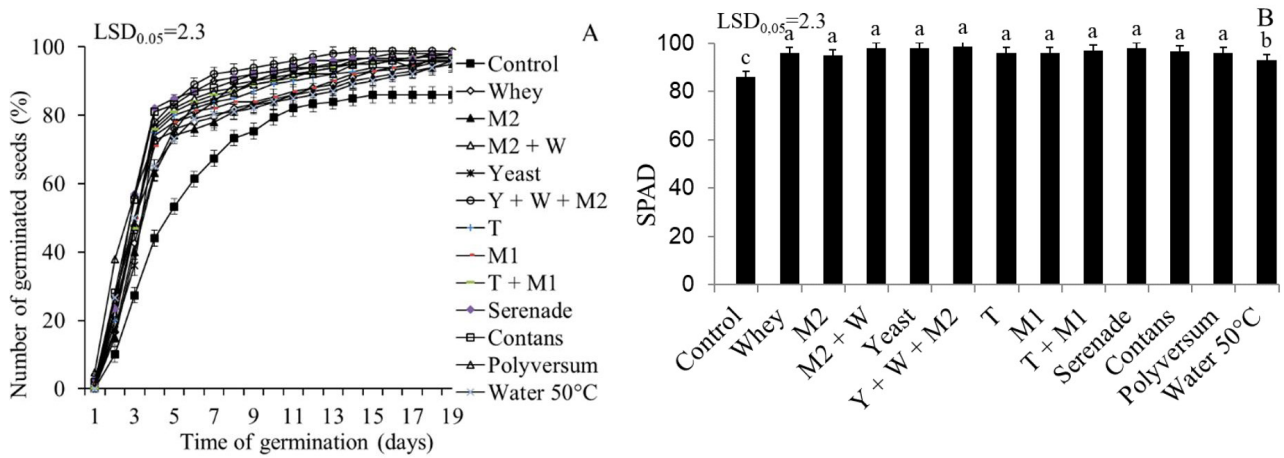 LSD0.05=2.3
A
Number of germinated seeds (%)
100
80
60
40
20
0
1 3 5 7 9 11 13 15 17 19
Time of germination (days)
Control
Whey
M2
M2 + W
Yeast
Y + W + M2
T
M1
T + M1
Serenade
Contans
Polyversum
Water 50°C
LSD0,05=2.3
B
SPAD
100
80
60
40
20
0
c a a a a a a a a a a a b
Control
Whey
M2
M2 + W
Yeast
Y + W + M2
T
M1
T + M1
Serenade
Contans
Polyversum
Water 50°C